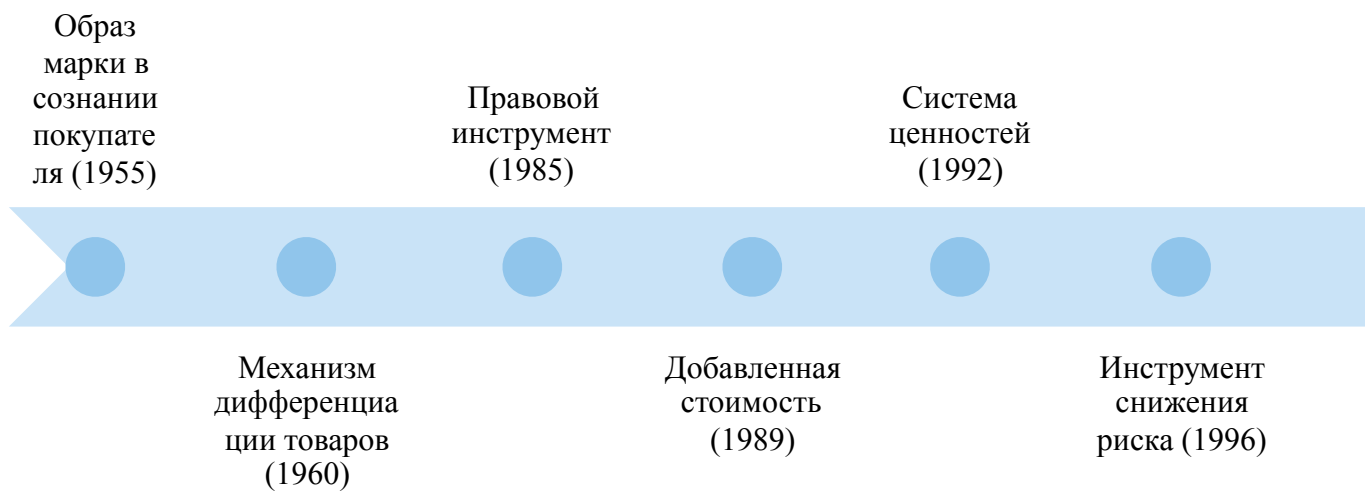 Образ
марки в
сознании
покупате
ля (1955)
Механизм
дифференциа
ции товаров
(1960)
Правовой
инструмент
(1985)
Добавленная
стоимость
(1989)
Система
ценностей
(1992)
Инструмент
снижения
риска (1996)